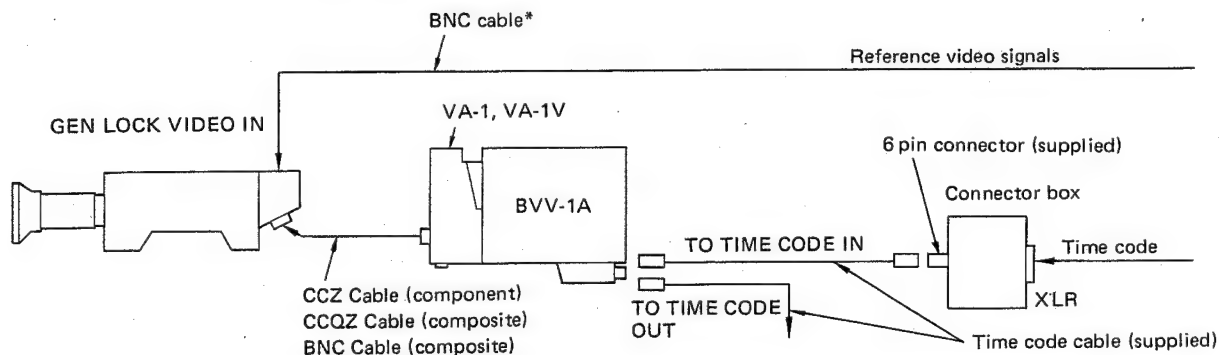 BNC cable*
Reference video signals
VA-1, VA-1V
GEN LOCK VIDEO IN
6 pin connector (supplied)
Connector box
BVV-1A
TO TIME CODE IN
Time code
CCZ Cable (component)
CCQZ Cable (composite)
BNC Cable (composite)
TO TIME CODE
OUT
XLR
Time code cable (supplied)